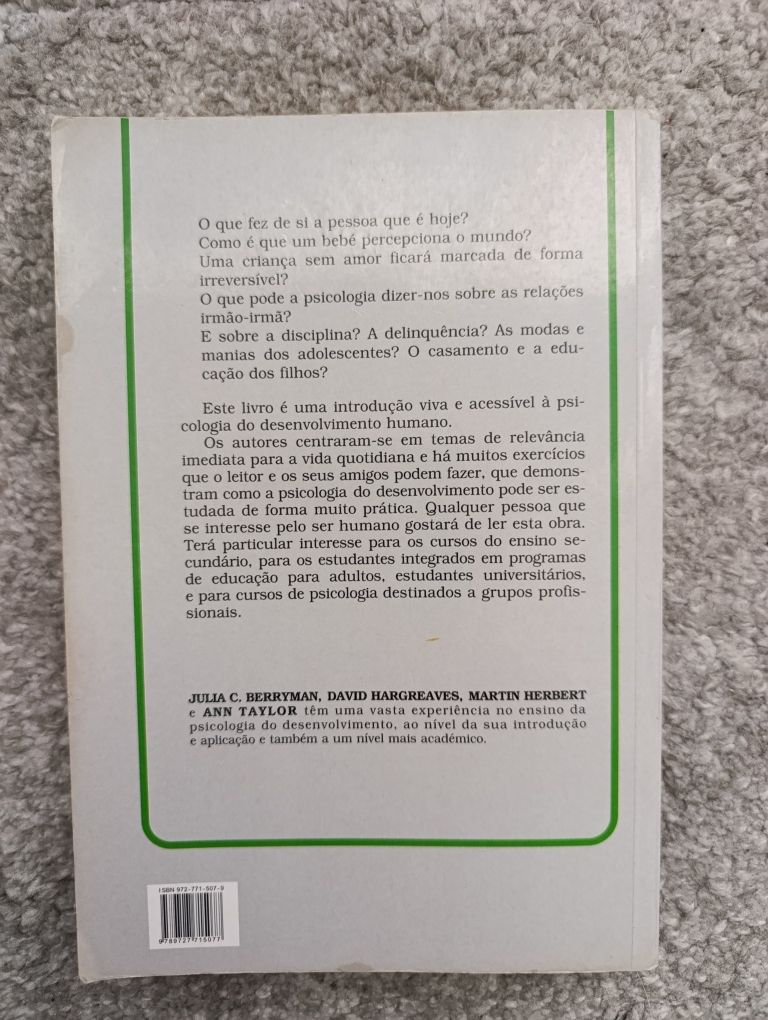 O que fez de si a pessoa que é hoje?
Como é que um bebé percepciona o mundo?
Uma criança sem amor ficará marcada de forma
irreversível?
O que pode a psicologia dizer-nos sobre as relações
irmão-irmã?
E sobre a disciplina? A delinquência? As modas e
manias dos adolescentes? O casamento e a edu-
cação dos filhos?
Este livro é uma introdução viva e acessível à psi-
cologia do desenvolvimento humano.
Os autores centraram-se em temas de relevância
imediata para a vida quotidiana e há muitos exercícios
que o leitor e os seus amigos podem fazer, que demons-
tram como a psicologia do desenvolvimento pode ser es-
tudada de forma muito prática. Qualquer pessoa que
se interesse pelo ser humano gostará de ler esta obra.
Terá particular interesse para os cursos do ensino se-
cundário, para os estudantes integrados em programas
de educação para adultos, estudantes universitários,
e para cursos de psicologia destinados a grupos profis-
sionais.
JULIA C. BERRYMAN, DAVID HARGREAVES, MARTIN HERBERT
e ANN TAYLOR têm uma vasta experiência no ensino da
psicologia do desenvolvimento, ao nível da sua introdução
e aplicação e também a um nível mais académico.
ISBN 972-771-507-9
9789727715077